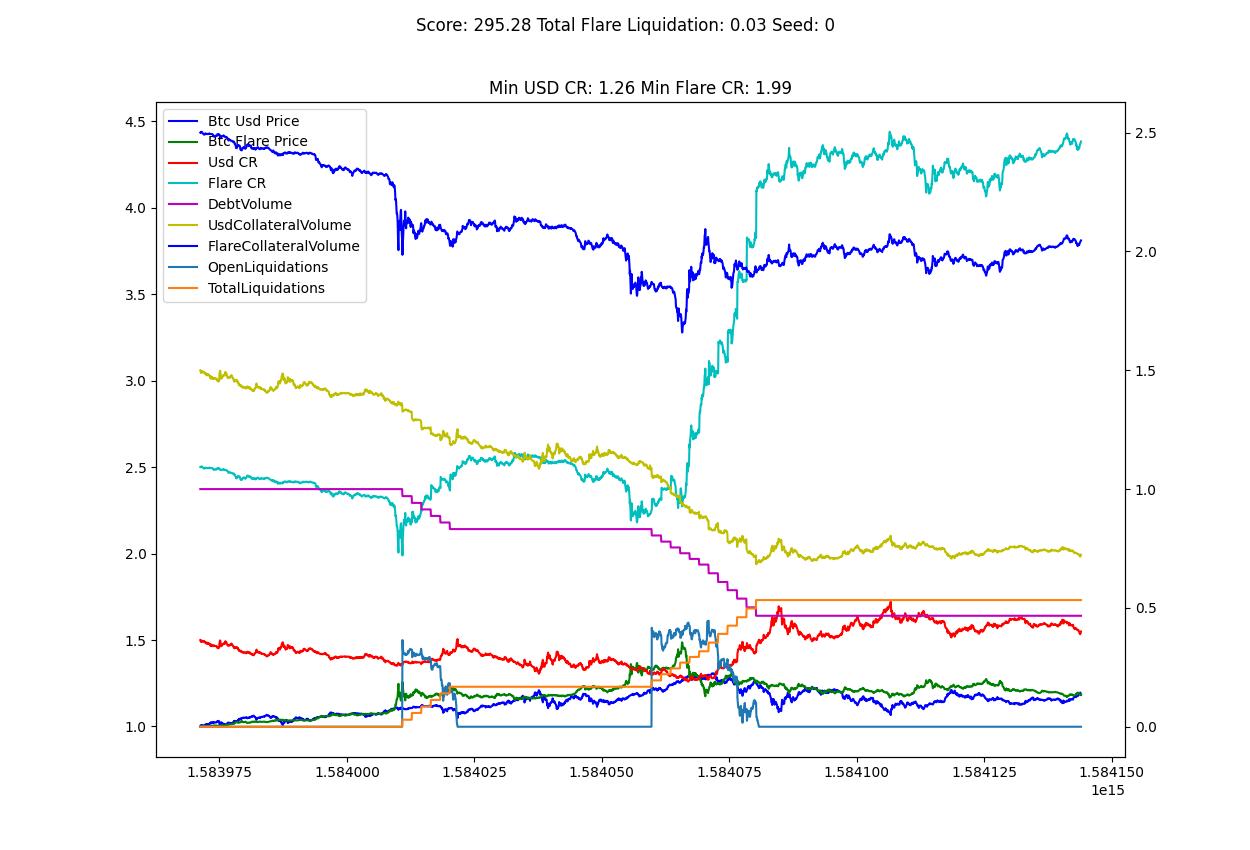 Score: 295.28 Total Flare Liquidation: 0.03 Seed: 0
Min USD CR: 1.26 Min Flare CR: 1.99
Btc Usd Price
Btc Flare Price
Usd CR
Flare CR
DebtVolume
UsdCollateralVolume
FlareCollateralVolume
OpenLiquidations
TotalLiquidations
4.5
4.0
3.5
3.0
2.5
2.0
1.5
1.0
2.5
2.0
1.5
1.0
0.5
0.0
1.583975 1.584000 1.584025 1.584050 1.584075 1.584100 1.584125 1.584150
1e15